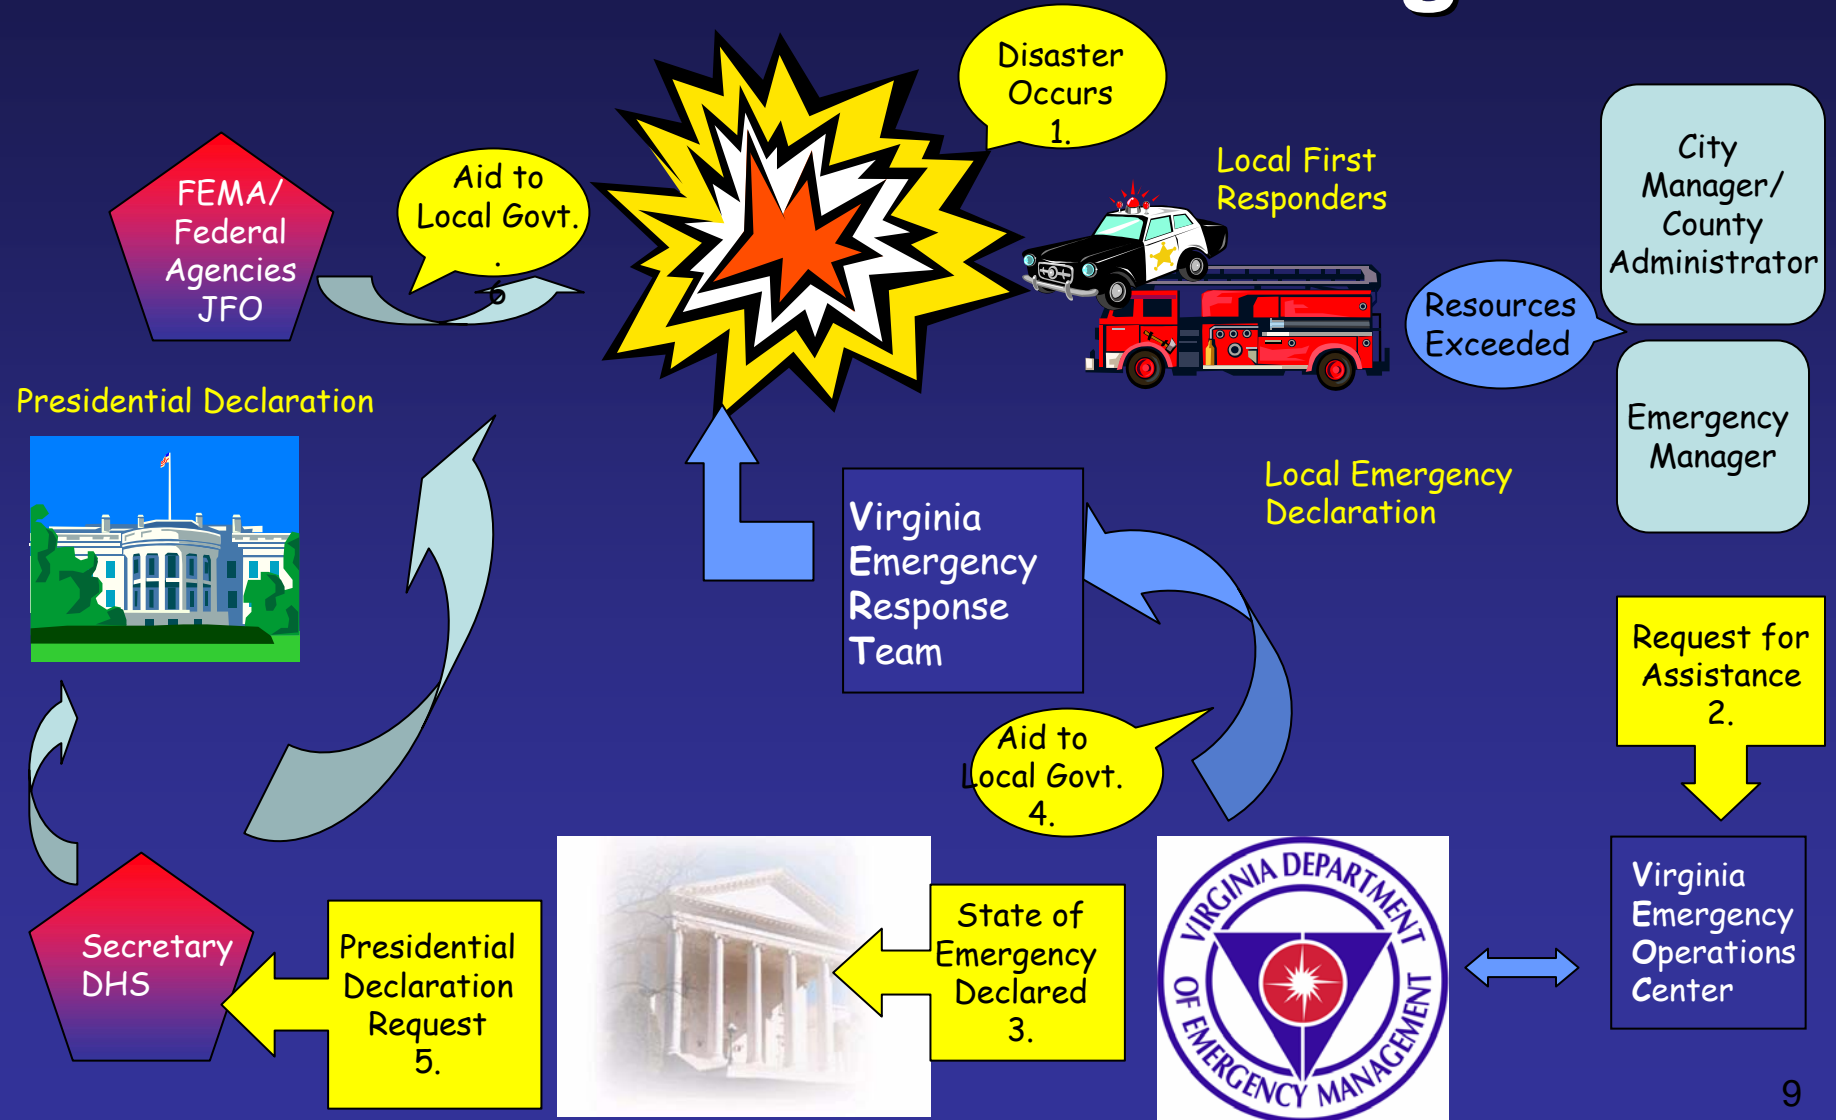 Disaster
Occurs
1.
Local First
Responders
City
Manager/
County
Administrator
Resources
Exceeded
Emergency
Manager
Local Emergency
Declaration
Request for
Assistance
2.
Virginia
Emergency
Operations
Center
VIRGINIA DEPARTMENT
OF EMERGENCY MANAGEMENT
State of
Emergency
Declared
3.
Aid to
Local Govt.
4.
Virginia
Emergency
Response
Team
Presidential
Declaration
Request
5.
Secretary
DHS
Presidential Declaration
FEMA/
Federal
Agencies
JFO
Aid to
Local Govt.
.
6
9